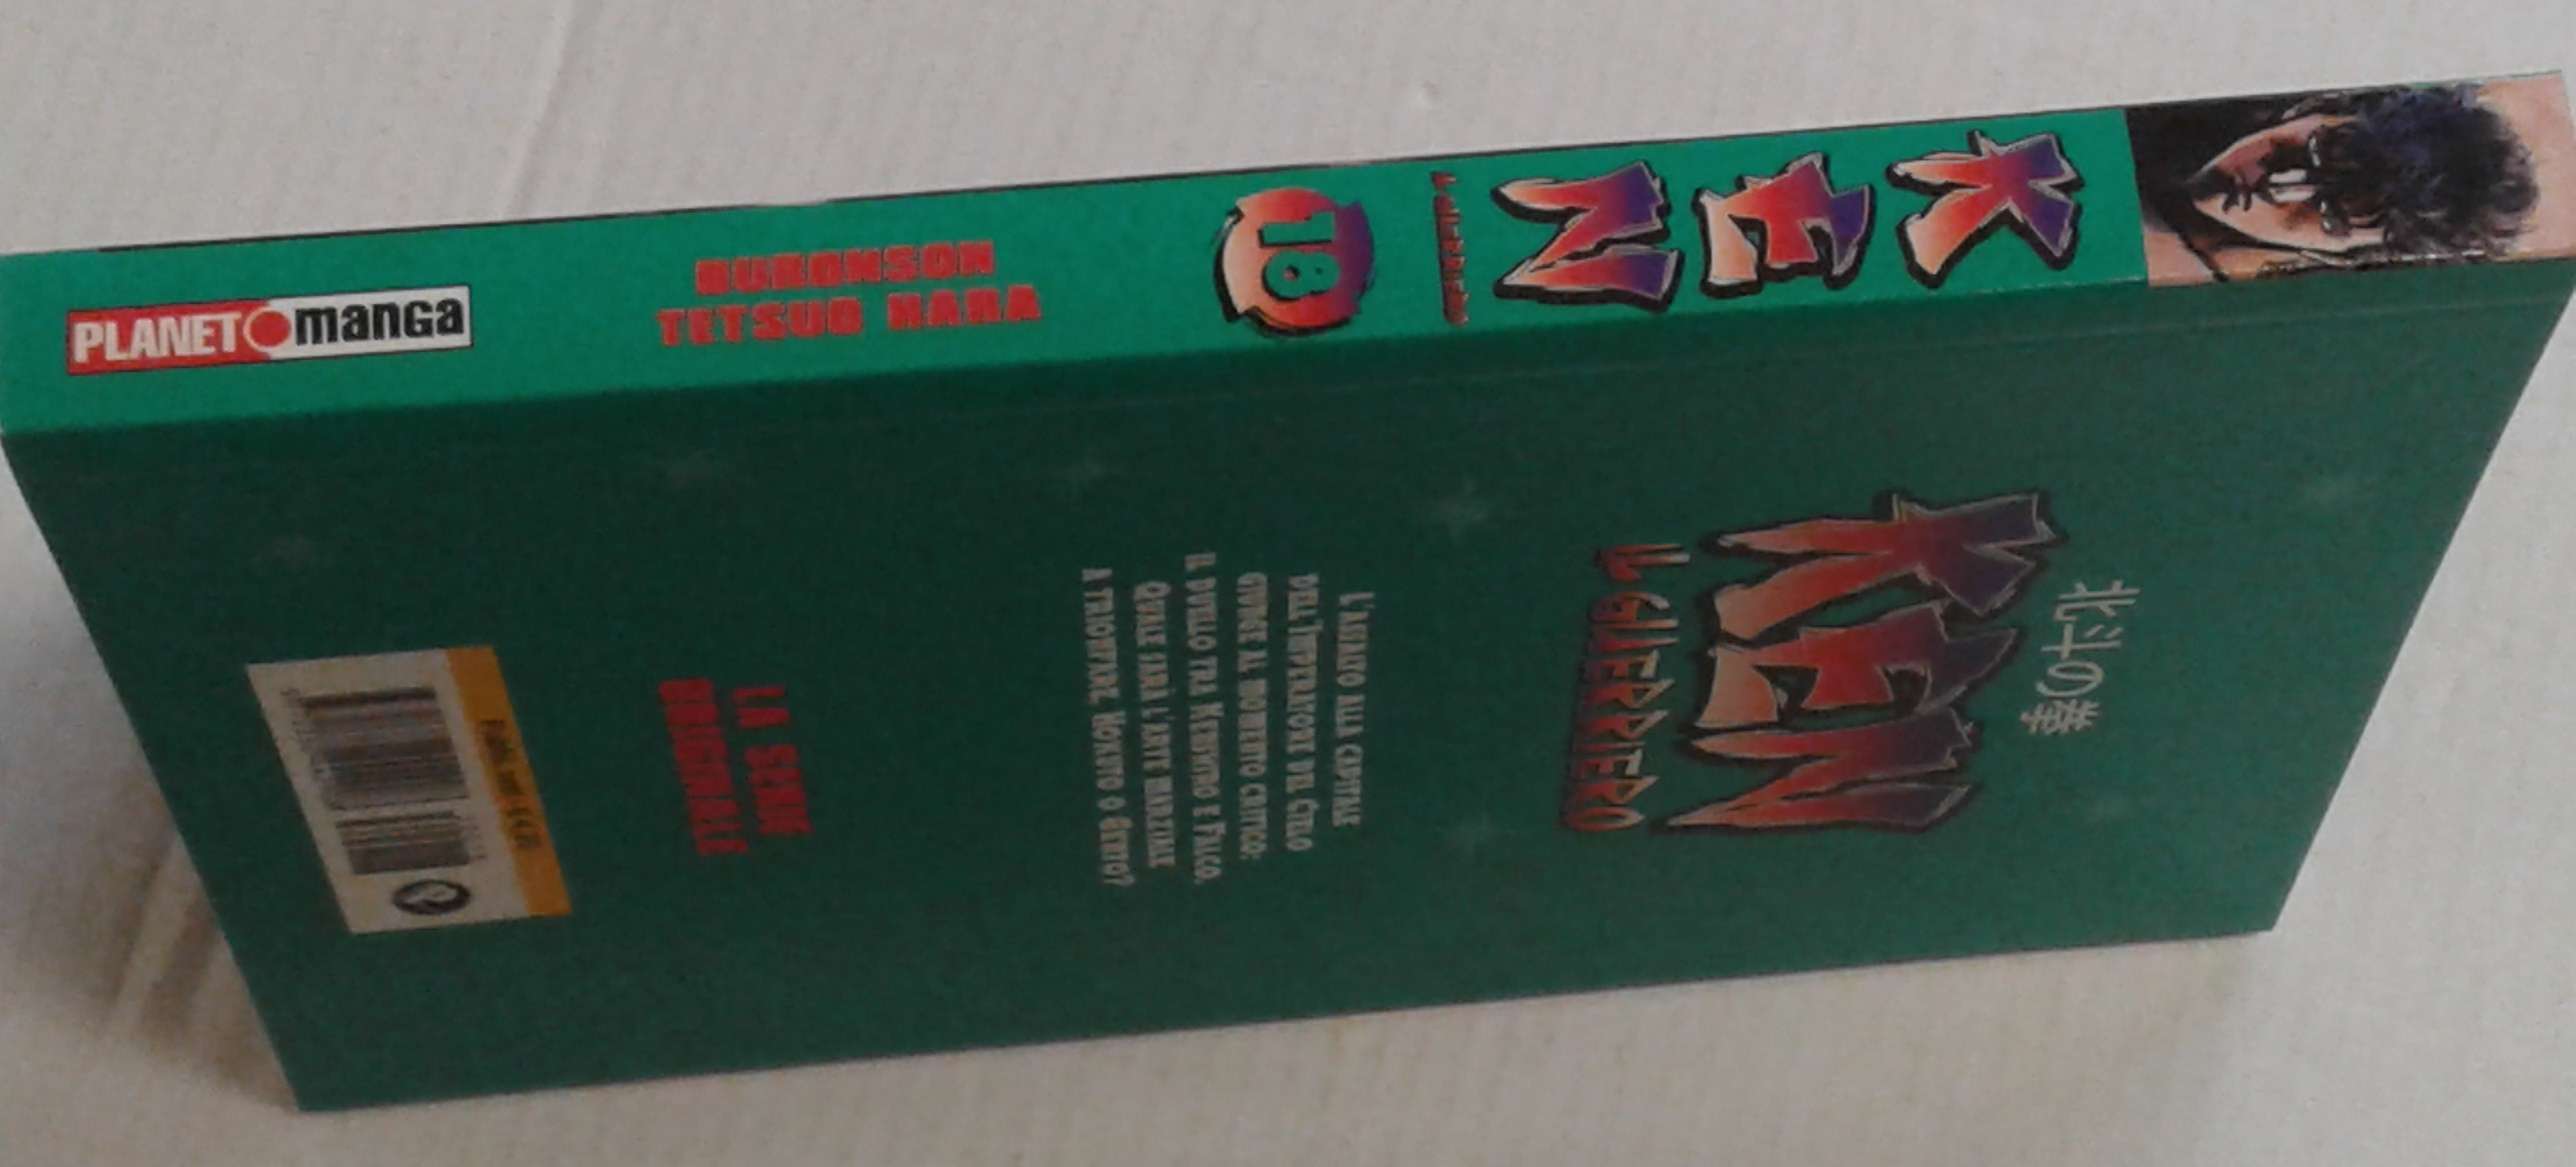 KEN
IL GUERRIERO
18
BURONSON
TETSUO HARA
PLANET manga
北斗の拳
KEN
IL GUERRIERO
L'ASSALTO ALLA CAPITALE
DELL'IMPERATORE DEL CIELO
GIUNGE AL MOMENTO CRITICO:
IL DUELLO FRA KENSHIRO E FALCO.
QUALE SARÀ L'ARTE MARZIALE
A TRIONFARE, HOKUTO O GENTO?
LA SERIE
ORIGINALE